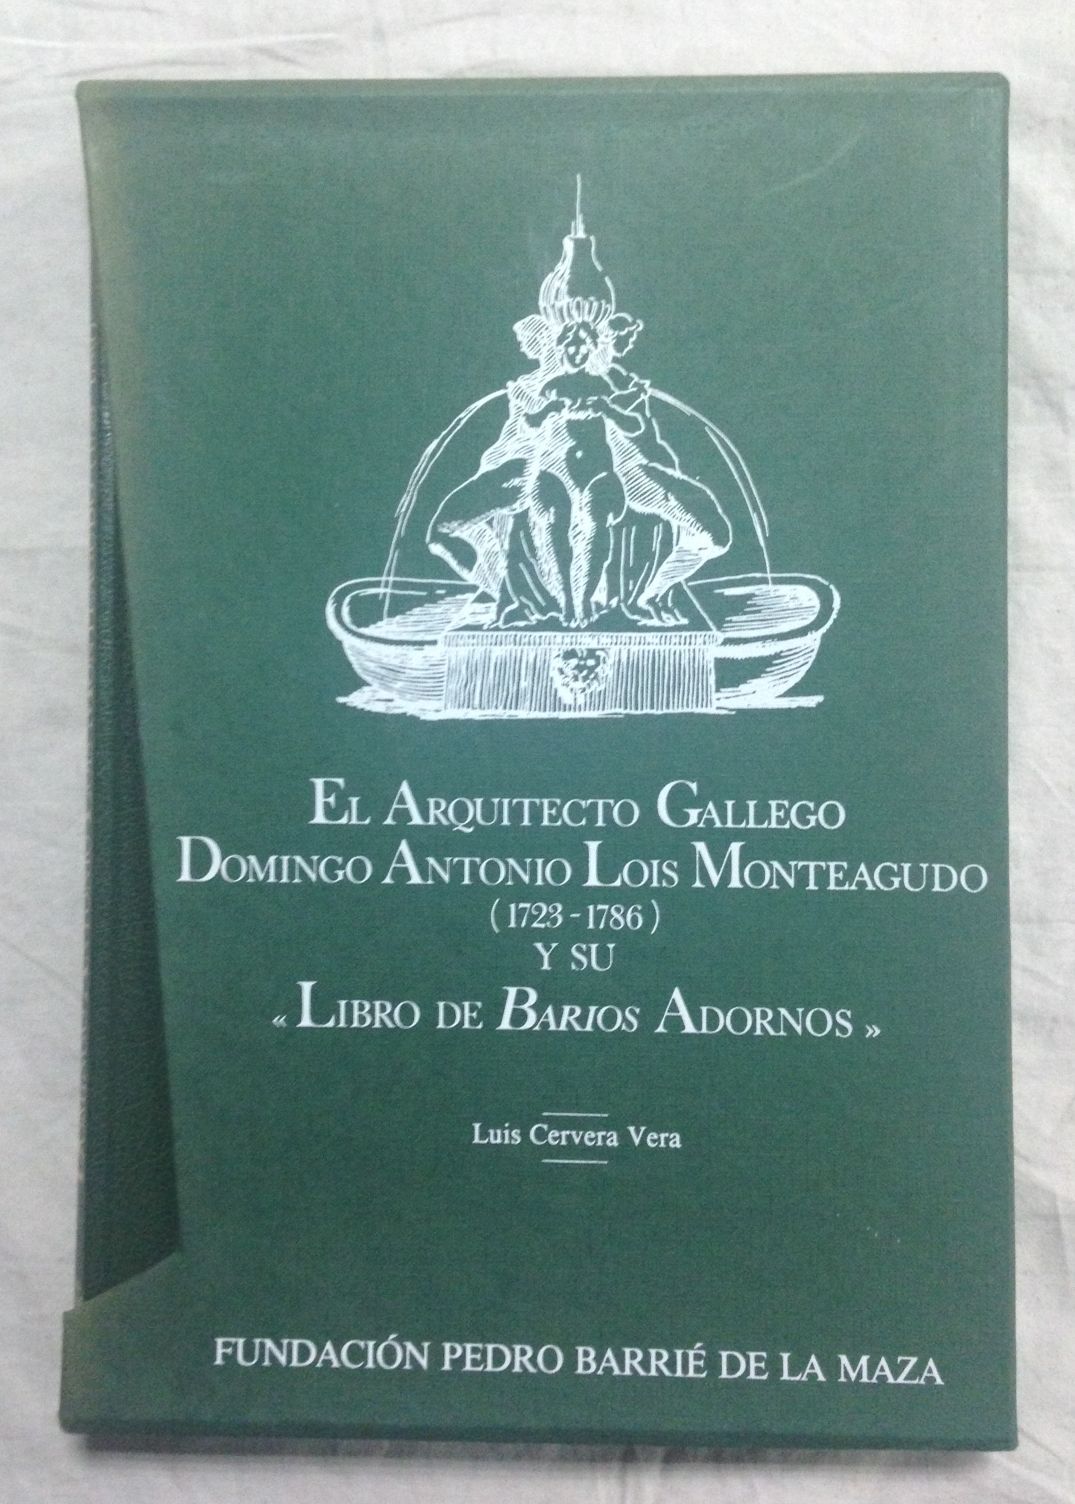 El Arquitecto Gallego
Domingo Antonio Lois Monteagudo
(1723-1786)
y su
«Libro de Barios Adornos»
Luis Cervera Vera
FUNDACIÓN PEDRO BARRIÉ DE LA MAZA